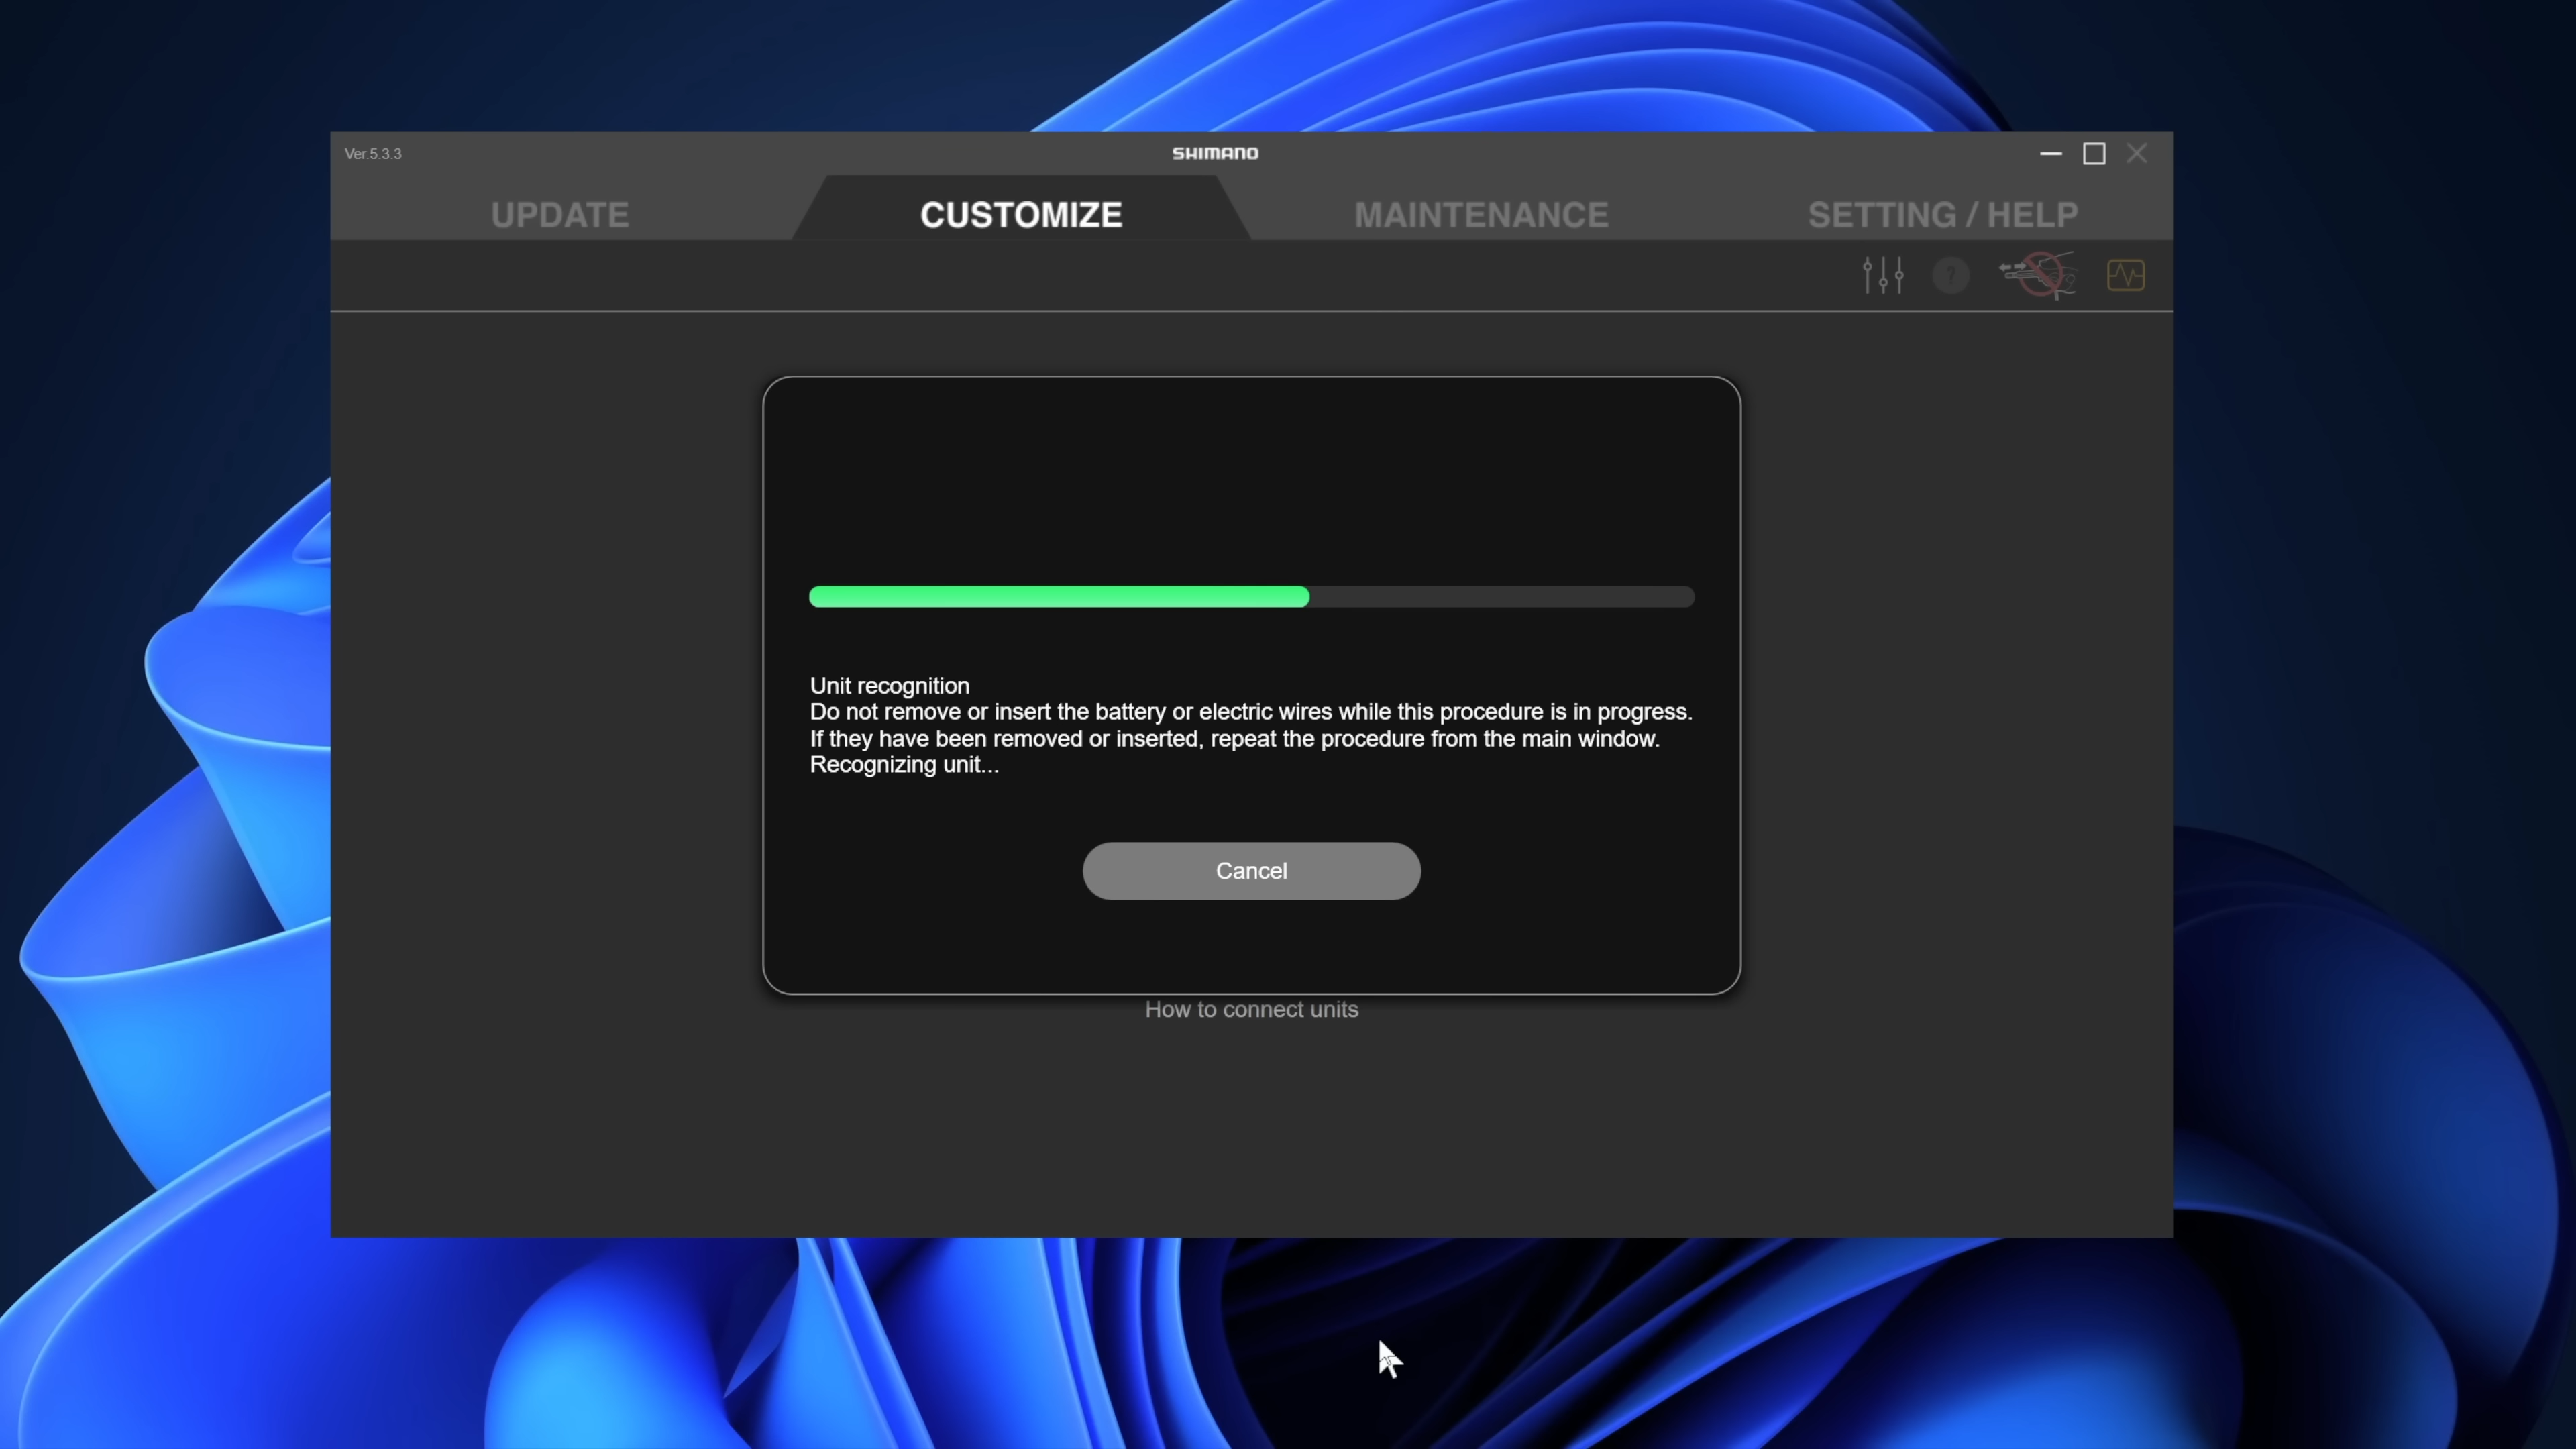 Ver.5.3.3
SHIMANO
UPDATE
CUSTOMIZE
MAINTENANCE
SETTING / HELP
?
Unit recognition
Do not remove or insert the battery or electric wires while this procedure is in progress.
If they have been removed or inserted, repeat the procedure from the main window.
Recognizing unit...
Cancel
How to connect units